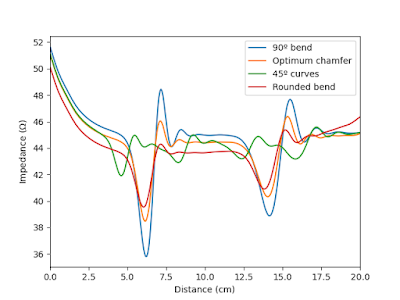 90º bend
Optimum chamfer
45º curves
Rounded bend
Impedance (Ω)
52
50
48
46
44
42
40
38
36
0.0 2.5 5.0 7.5 10.0 12.5 15.0 17.5 20.0
Distance (cm)